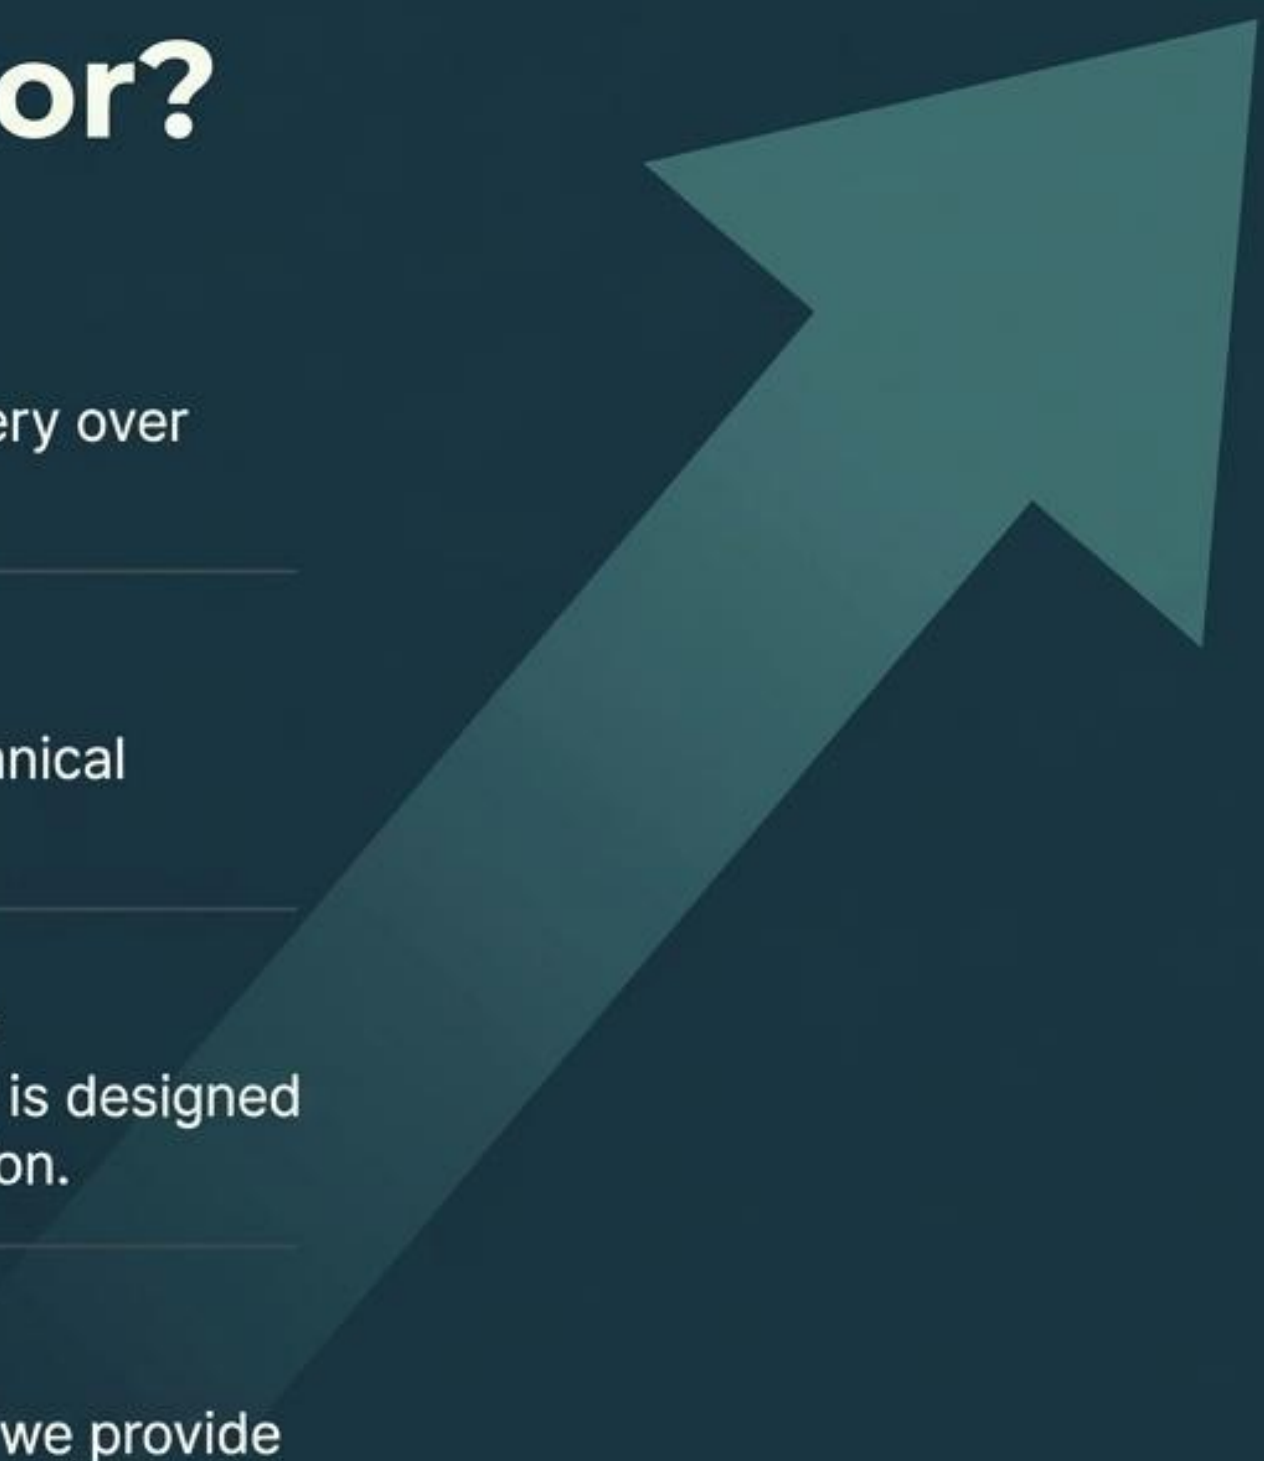 or?
ery over
nical
is designed
on.
we provide